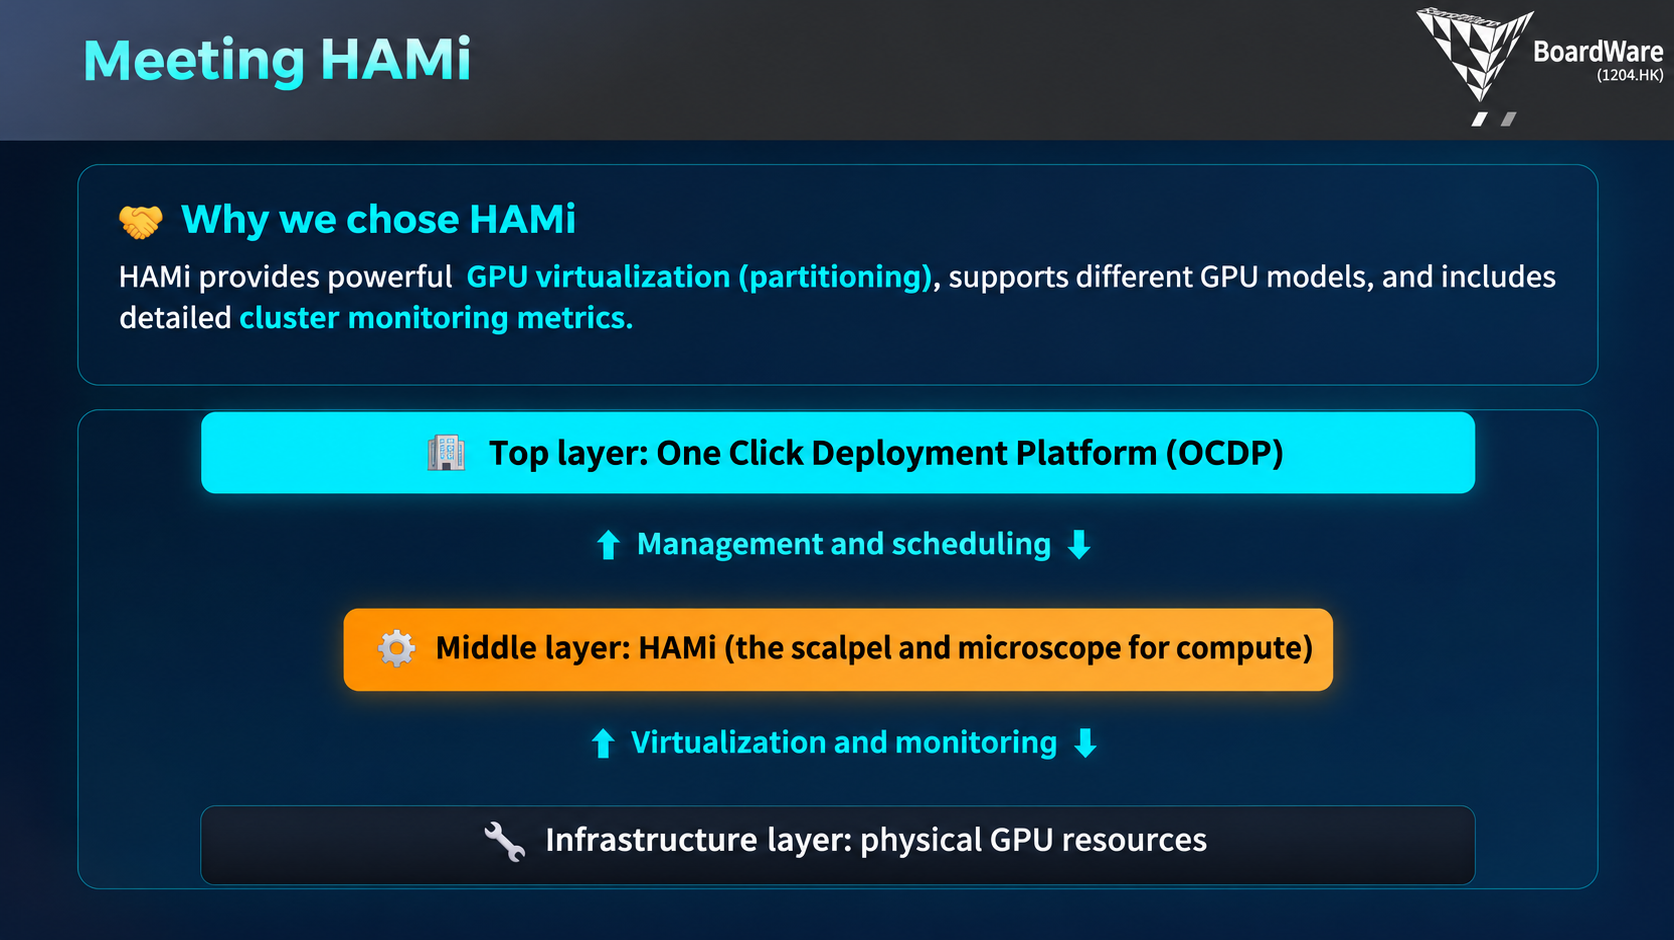 Meeting HAMi
BoardWare
(1204.HK)
Why we chose HAMi
HAMi provides powerful GPU virtualization (partitioning), supports different GPU models, and includes
detailed cluster monitoring metrics.
Top layer: One Click Deployment Platform (OCDP)
Management and scheduling
Middle layer: HAMi (the scalpel and microscope for compute)
Virtualization and monitoring
Infrastructure layer: physical GPU resources